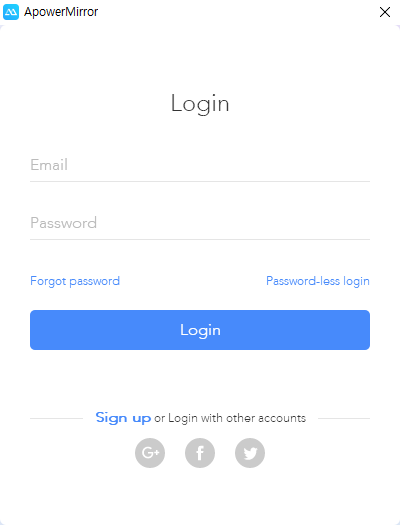 ApowerMirror
Login
Email
Password
Forgot password Password-less login
Login
Sign up or Login with other accounts
G+ f